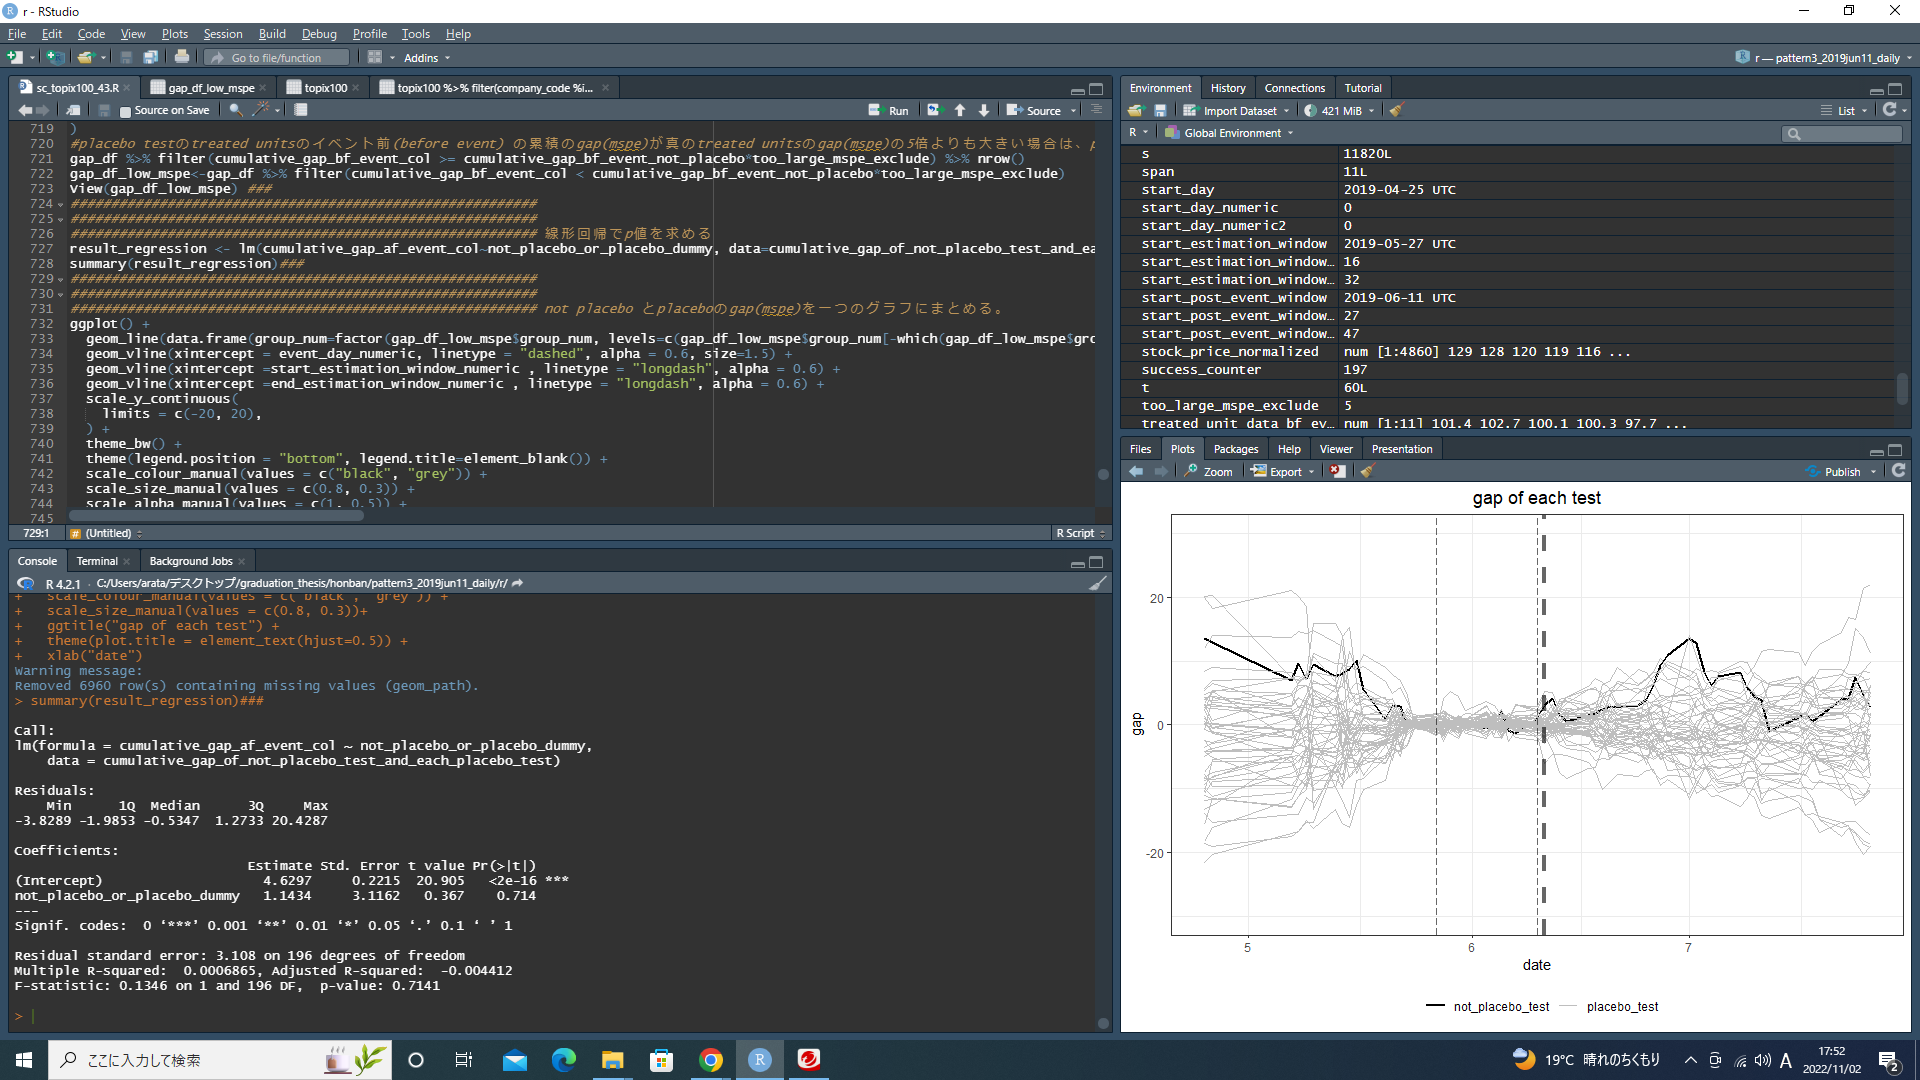 r - RStudio
File Edit Code View Plots Session Build Debug Profile Tools Help
Go to file/function
Addins
r — pattern3_2019jun11_daily
sc_topix100_43.R
gap_df_low_mspe
topix100
topix100 %>% filter(company_code %i...
Source on Save
Run
Source
719 )
720 #placebo testのtreated unitsのイベント前(before event) の累積のgap(mspe)が真のtreated unitsのgap(mspe)の5倍よりも大きい場合は、p
721 gap_df %>% filter(cumulative_gap_bf_event_col >= cumulative_gap_bf_event_not_placebo*too_large_mspe_exclude) %>% nrow()
722 gap_df_low_mspe<-gap_df %>% filter(cumulative_gap_bf_event_col < cumulative_gap_bf_event_not_placebo*too_large_mspe_exclude)
723 View(gap_df_low_mspe) ###
724 ##########################################################
725 ##########################################################
726 ########################################################## 線形回帰でp値を求める
727 result_regression <- lm(cumulative_gap_af_event_col~not_placebo_or_placebo_dummy, data=cumulative_gap_of_not_placebo_test_and_ea
728 summary(result_regression)###
729 ##########################################################
730 ##########################################################
731 ########################################################## not placebo とplaceboのgap(mspe)を一つのグラフにまとめる。
732 ggplot() +
733 geom_line(data.frame(group_num=factor(gap_df_low_mspe$group_num, levels=c(gap_df_low_mspe$group_num[-which(gap_df_low_mspe$gro
734 geom_vline(xintercept = event_day_numeric, linetype = "dashed", alpha = 0.6, size=1.5) +
735 geom_vline(xintercept =start_estimation_window_numeric , linetype = "longdash", alpha = 0.6) +
736 geom_vline(xintercept =end_estimation_window_numeric , linetype = "longdash", alpha = 0.6) +
737 scale_y_continuous(
738 limits = c(-20, 20),
739 ) +
740 theme_bw() +
741 theme(legend.position = "bottom", legend.title=element_blank()) +
742 scale_colour_manual(values = c("black", "grey")) +
743 scale_size_manual(values = c(0.8, 0.3)) +
744 scale_alpha_manual(values = c(1, 0.5)) +
745
729:1
(Untitled)
R Script
Console Terminal Background Jobs
R 4.2.1 · C:/Users/arata/デスクトップ/graduation_thesis/honban/pattern3_2019jun11_daily/r/
+ scale_colour_manual(values = c("black", "grey")) +
+ scale_size_manual(values = c(0.8, 0.3))+
+ ggtitle("gap of each test") +
+ theme(plot.title = element_text(hjust=0.5)) +
+ xlab("date")
Warning message:
Removed 6960 row(s) containing missing values (geom_path).
> summary(result_regression)###
Call:
lm(formula = cumulative_gap_af_event_col ~ not_placebo_or_placebo_dummy,
data = cumulative_gap_of_not_placebo_test_and_each_placebo_test)
Residuals:
Min 1Q Median 3Q Max
-3.8289 -1.9853 -0.5347 1.2733 20.4287
Coefficients:
Estimate Std. Error t value Pr(>|t|)
(Intercept) 4.6297 0.2215 20.905 <2e-16 ***
not_placebo_or_placebo_dummy 1.1434 3.1162 0.367 0.714
---
Signif. codes: 0 ‘***’ 0.001 ‘**’ 0.01 ‘*’ 0.05 ‘.’ 0.1 ‘ ’ 1
Residual standard error: 3.108 on 196 degrees of freedom
Multiple R-squared: 0.0006865, Adjusted R-squared: -0.004412
F-statistic: 0.1346 on 1 and 196 DF, p-value: 0.7141
>
Environment History Connections Tutorial
Import Dataset
421 MiB
List
R
Global Environment
s 11820L
span 11L
start_day 2019-04-25 UTC
start_day_numeric 0
start_day_numeric2 0
start_estimation_window 2019-05-27 UTC
start_estimation_window… 16
start_estimation_window… 32
start_post_event_window 2019-06-11 UTC
start_post_event_window… 27
start_post_event_window… 47
stock_price_normalized num [1:4860] 129 128 120 119 116 ...
success_counter 197
t 60L
too_large_mspe_exclude 5
treated_unit_data_bf_ev… num [1:11] 101.4 102.7 100.1 100.3 97.7 ...
Files Plots Packages Help Viewer Presentation
Zoom
Export
Publish
gap of each test
20
0
-20
gap
5
6
7
date
not_placebo_test
placebo_test
ここに入力して検索
R
19°C 晴れのちくもり
A
17:52
2022/11/02
2